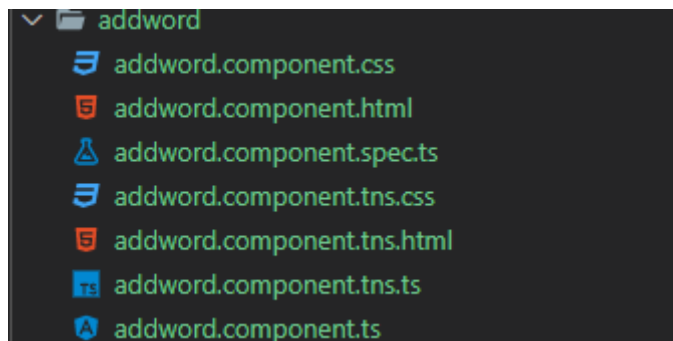 addword
addword.component.css
addword.component.html
addword.component.spec.ts
addword.component.tns.css
addword.component.tns.html
TS addword.component.tns.ts
addword.component.ts